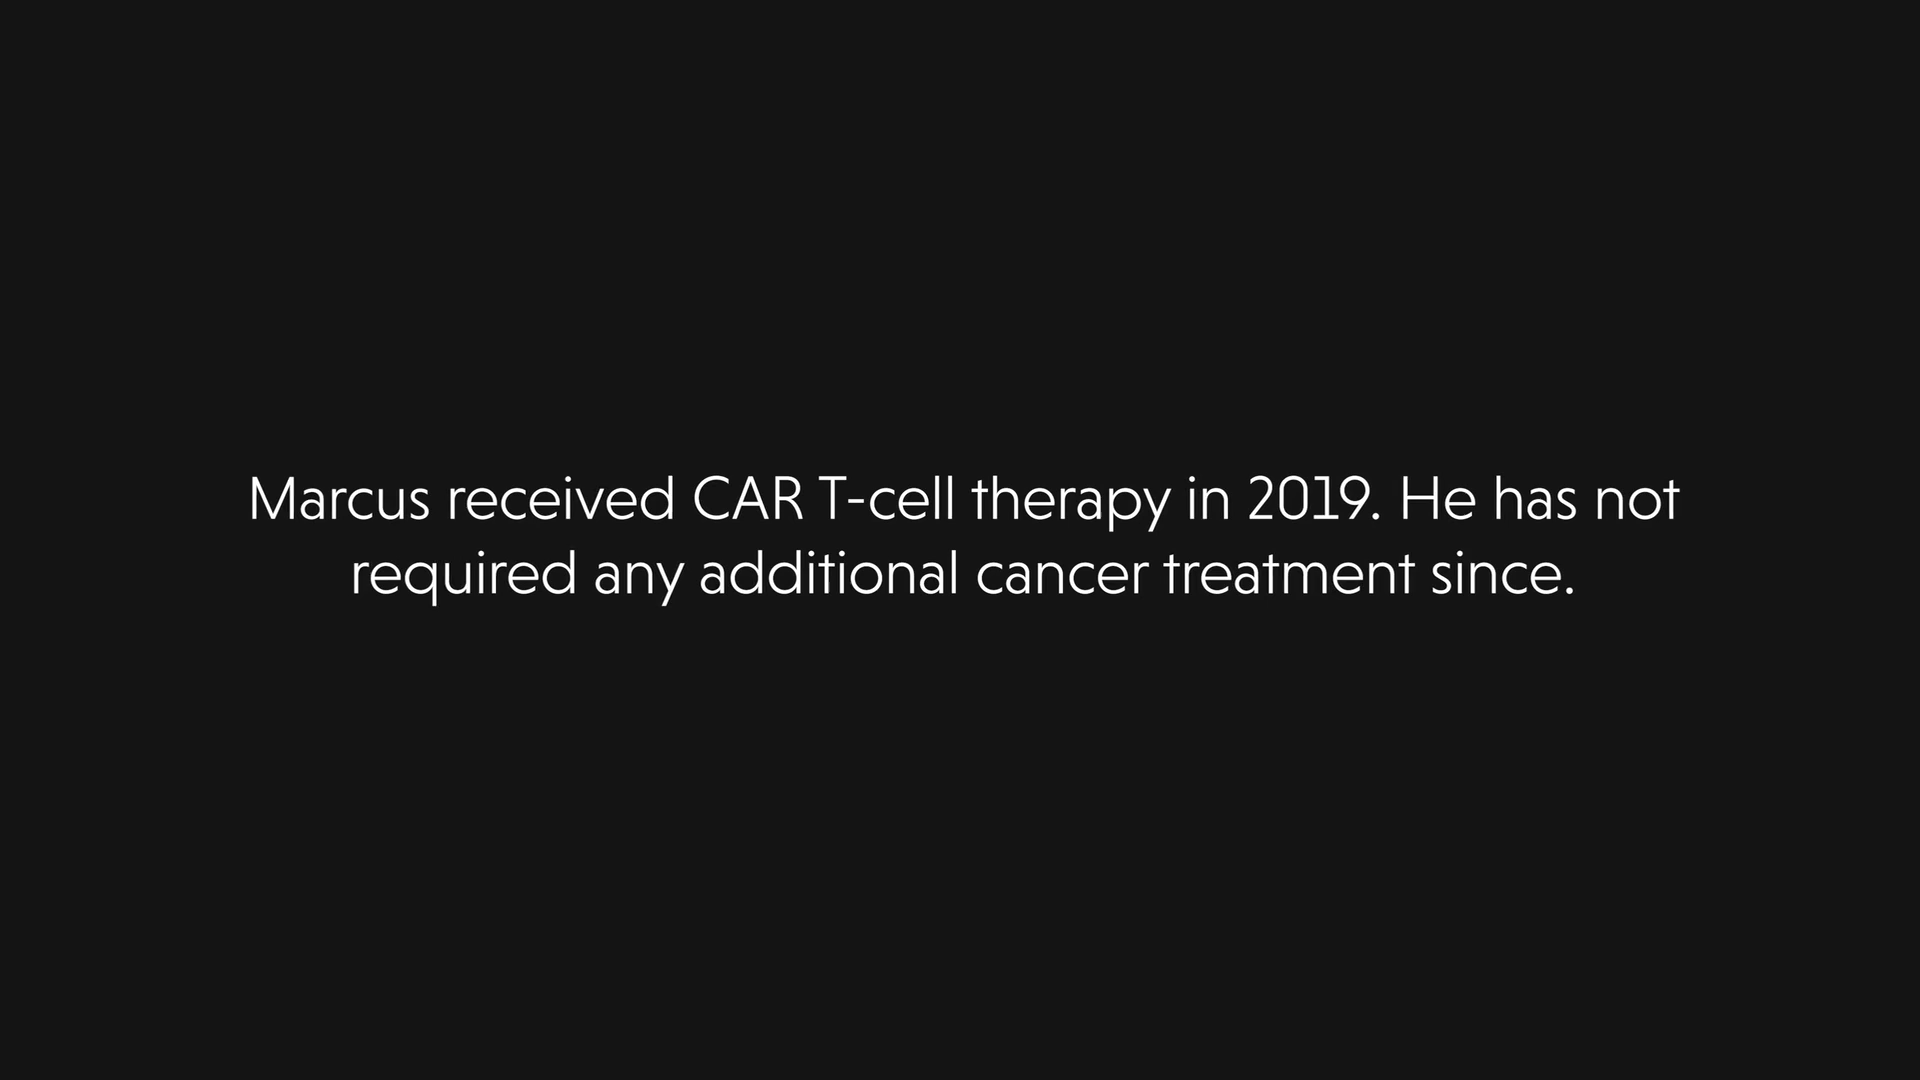 Marcus received CAR T-cell therapy in 2019. He has not
required any additional cancer treatment since.